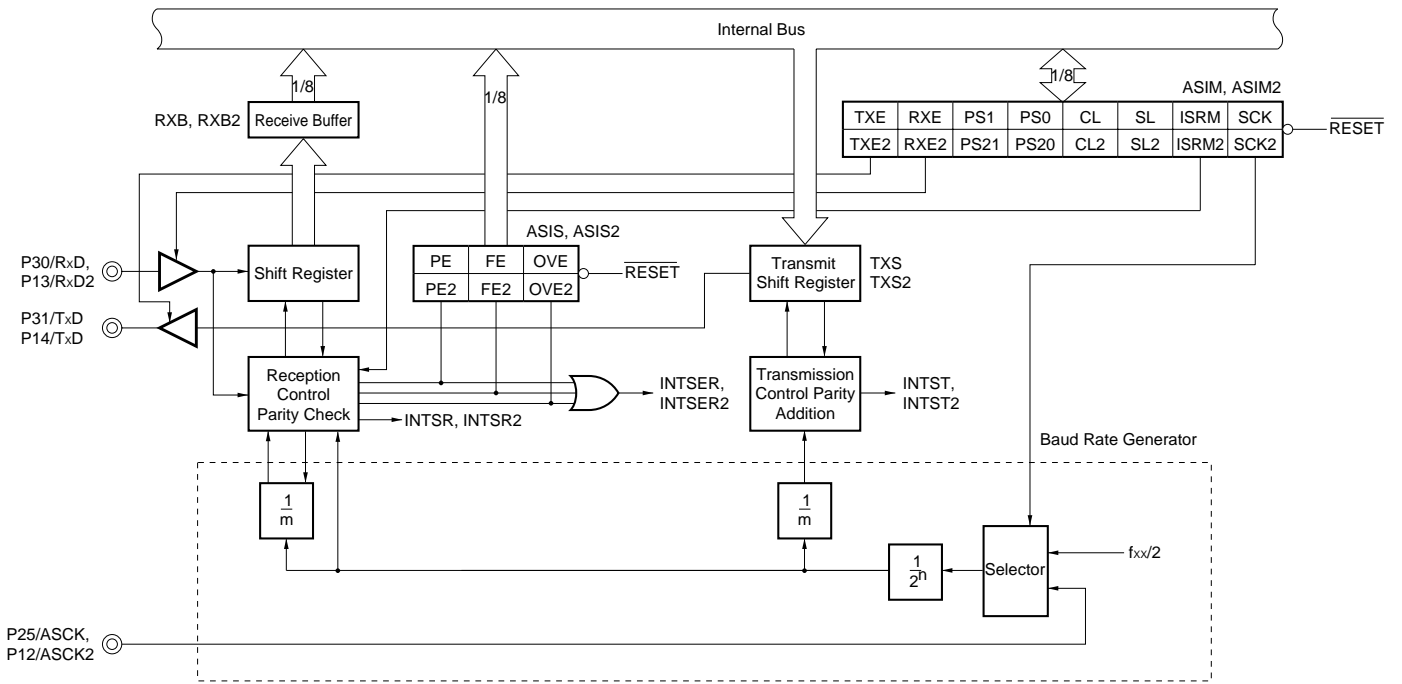 Internal Bus
1/8
1/8
1/8
ASIM, ASIM2
RXB, RXB2
Receive Buffer
TXE RXE PS1 PS0 CL SL ISRM SCK
TXE2 RXE2 PS21 PS20 CL2 SL2 ISRM2 SCK2
RESET
ASIS, ASIS2
P30/RxD,
P13/RxD2
Shift Register
PE FE OVE
PE2 FE2 OVE2
RESET
Transmit
Shift Register
TXS
TXS2
P31/TxD
P14/TxD
Reception
Control
Parity Check
INTSER,
INTSER2
INTSR, INTSR2
Transmission
Control Parity
Addition
INTST,
INTST2
Baud Rate Generator
1
m
1
m
1
2n
Selector
fxx/2
P25/ASCK,
P12/ASCK2